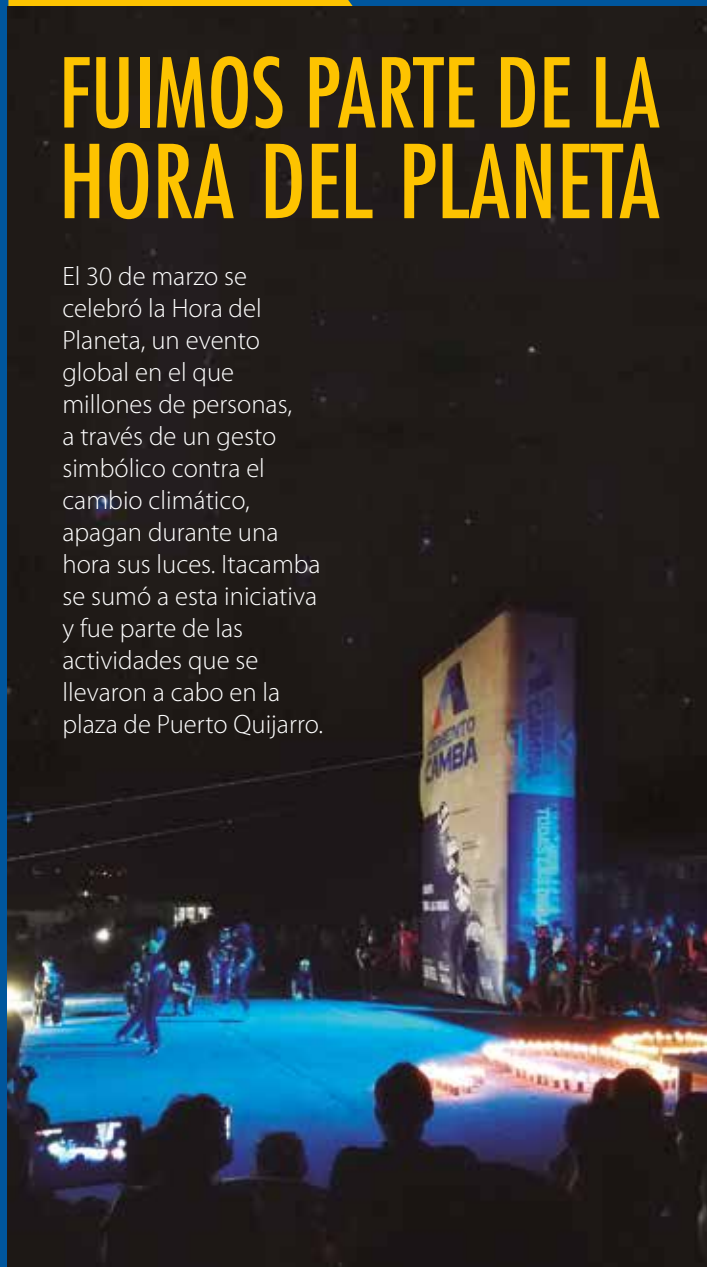 FUIMOS PARTE DE LA
HORA DEL PLANETA
El 30 de marzo se
celebró la Hora del
Planeta, un evento
global en el que
millones de personas,
a través de un gesto
simbólico contra el
cambio climático,
apagan durante una
hora sus luces. Itacamba
se sumó a esta iniciativa
y fue parte de las
actividades que se
llevaron a cabo en la
plaza de Puerto Quijarro.
CEMENTO
CAMBA